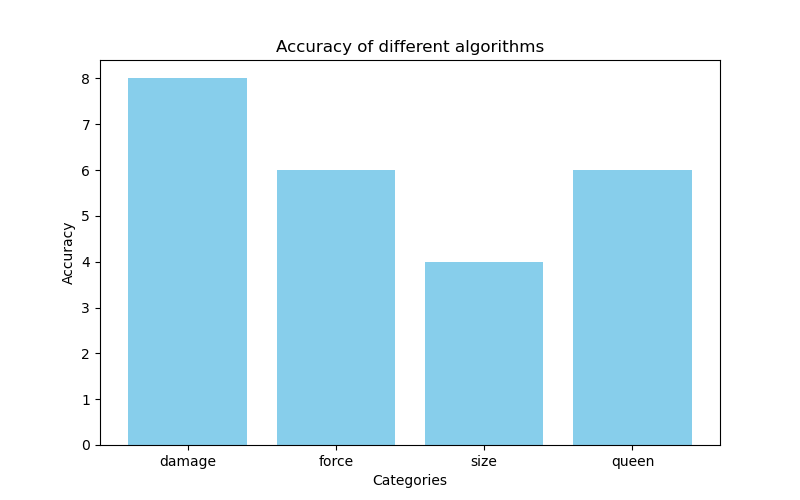 Accuracy of different algorithms
Accuracy
8
7
6
5
4
3
2
1
0
damage force size queen
Categories